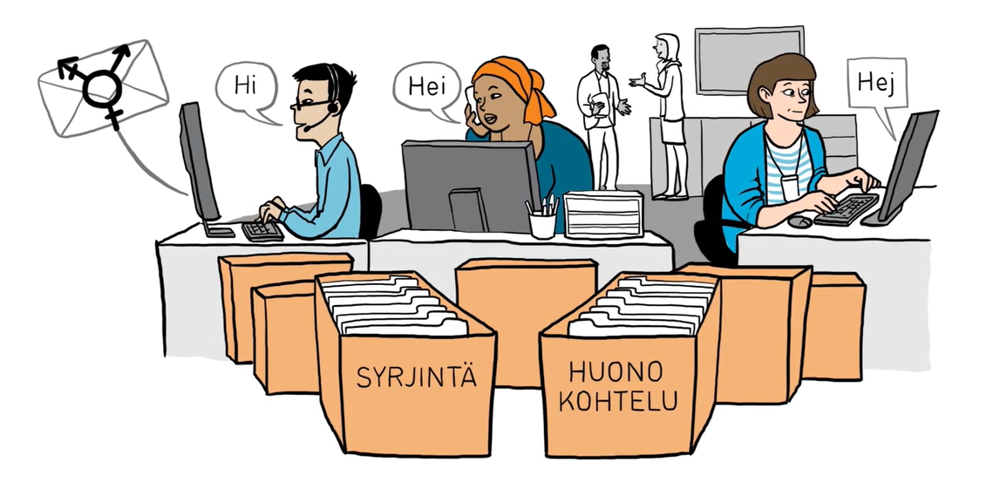 Hi
Hei
Hej
SYRJINTÄ
HUONO
KOHTELU